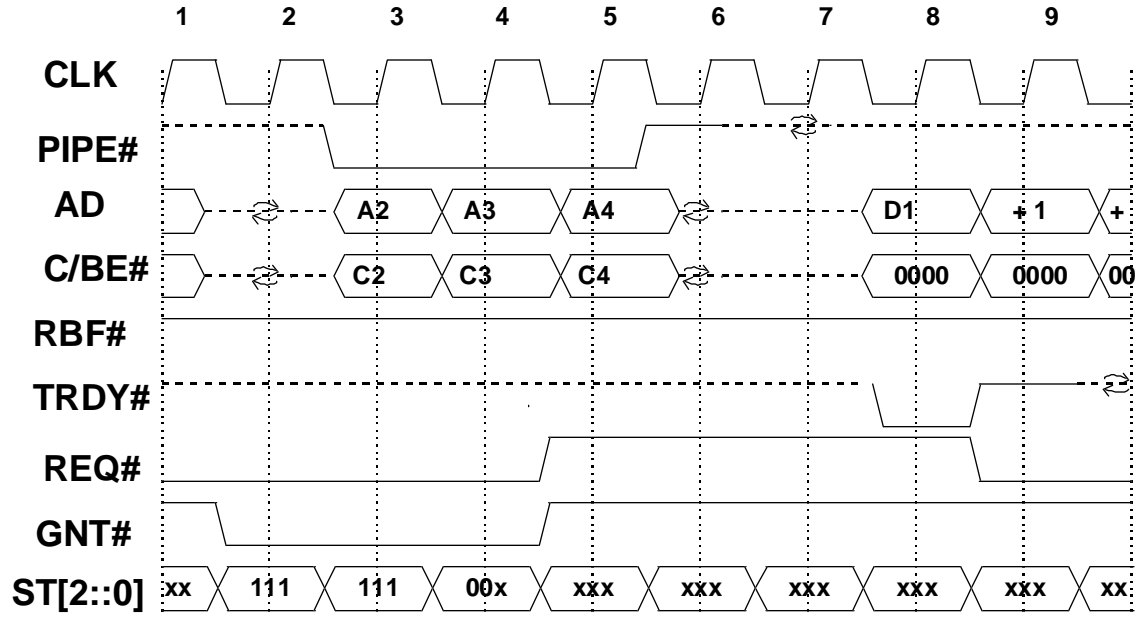 1 2 3 4 5 6 7 8 9
CLK
PIPE#
AD A2 A3 A4 D1 + 1 +
C/BE# C2 C3 C4 0000 0000 00
RBF#
TRDY#
REQ#
GNT#
ST[2::0] xx 111 111 00x xxx xxx xxx xxx xxx xx